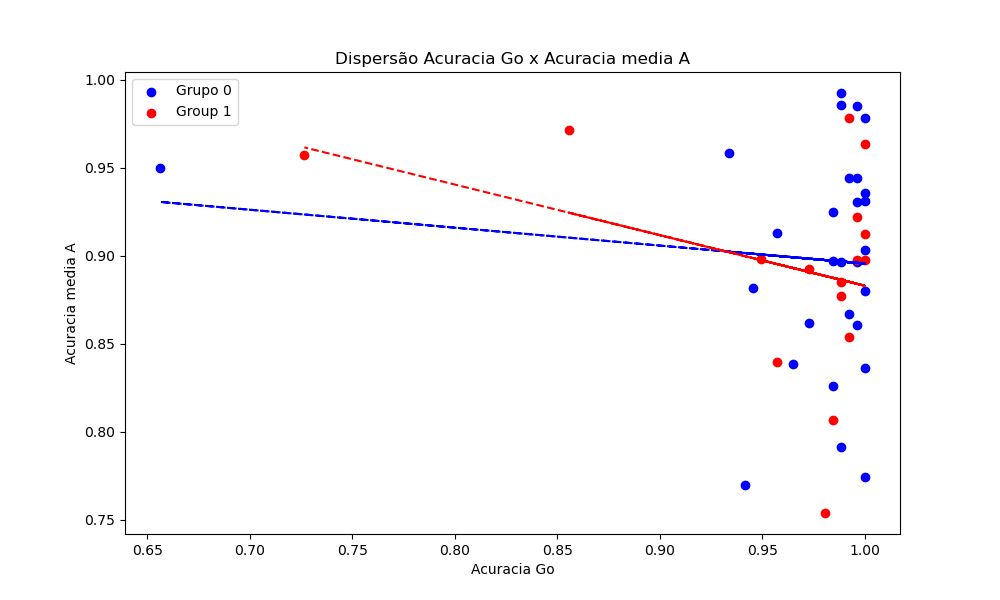 Dispersão Acuracia Go x Acuracia media A
Grupo 0
Group 1
Acuracia media A
1.00
0.95
0.90
0.85
0.80
0.75
0.65 0.70 0.75 0.80 0.85 0.90 0.95 1.00
Acuracia Go